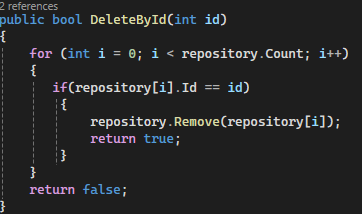 2 references
public bool DeleteById(int id)
{
    for (int i = 0; i < repository.Count; i++)
    {
        if(repository[i].Id == id)
        {
            repository.Remove(repository[i]);
            return true;
        }
    }
    return false;
}